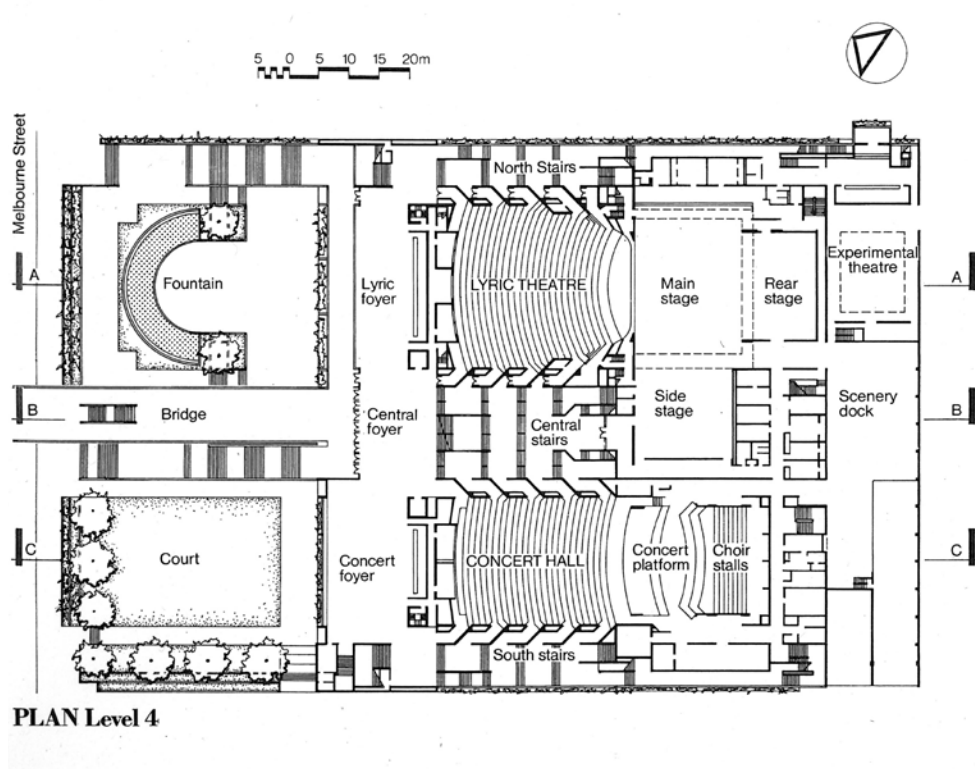 5 0 5 10 15 20m
Melbourne Street
North Stairs
A
Fountain
Lyric
foyer
LYRIC THEATRE
Main
stage
Rear
stage
Experimental
theatre
A
B
Bridge
Central
foyer
Central
stairs
Side
stage
Scenery
dock
B
C
Court
Concert
foyer
CONCERT HALL
Concert
platform
Choir
stalls
C
South stairs
PLAN Level 4